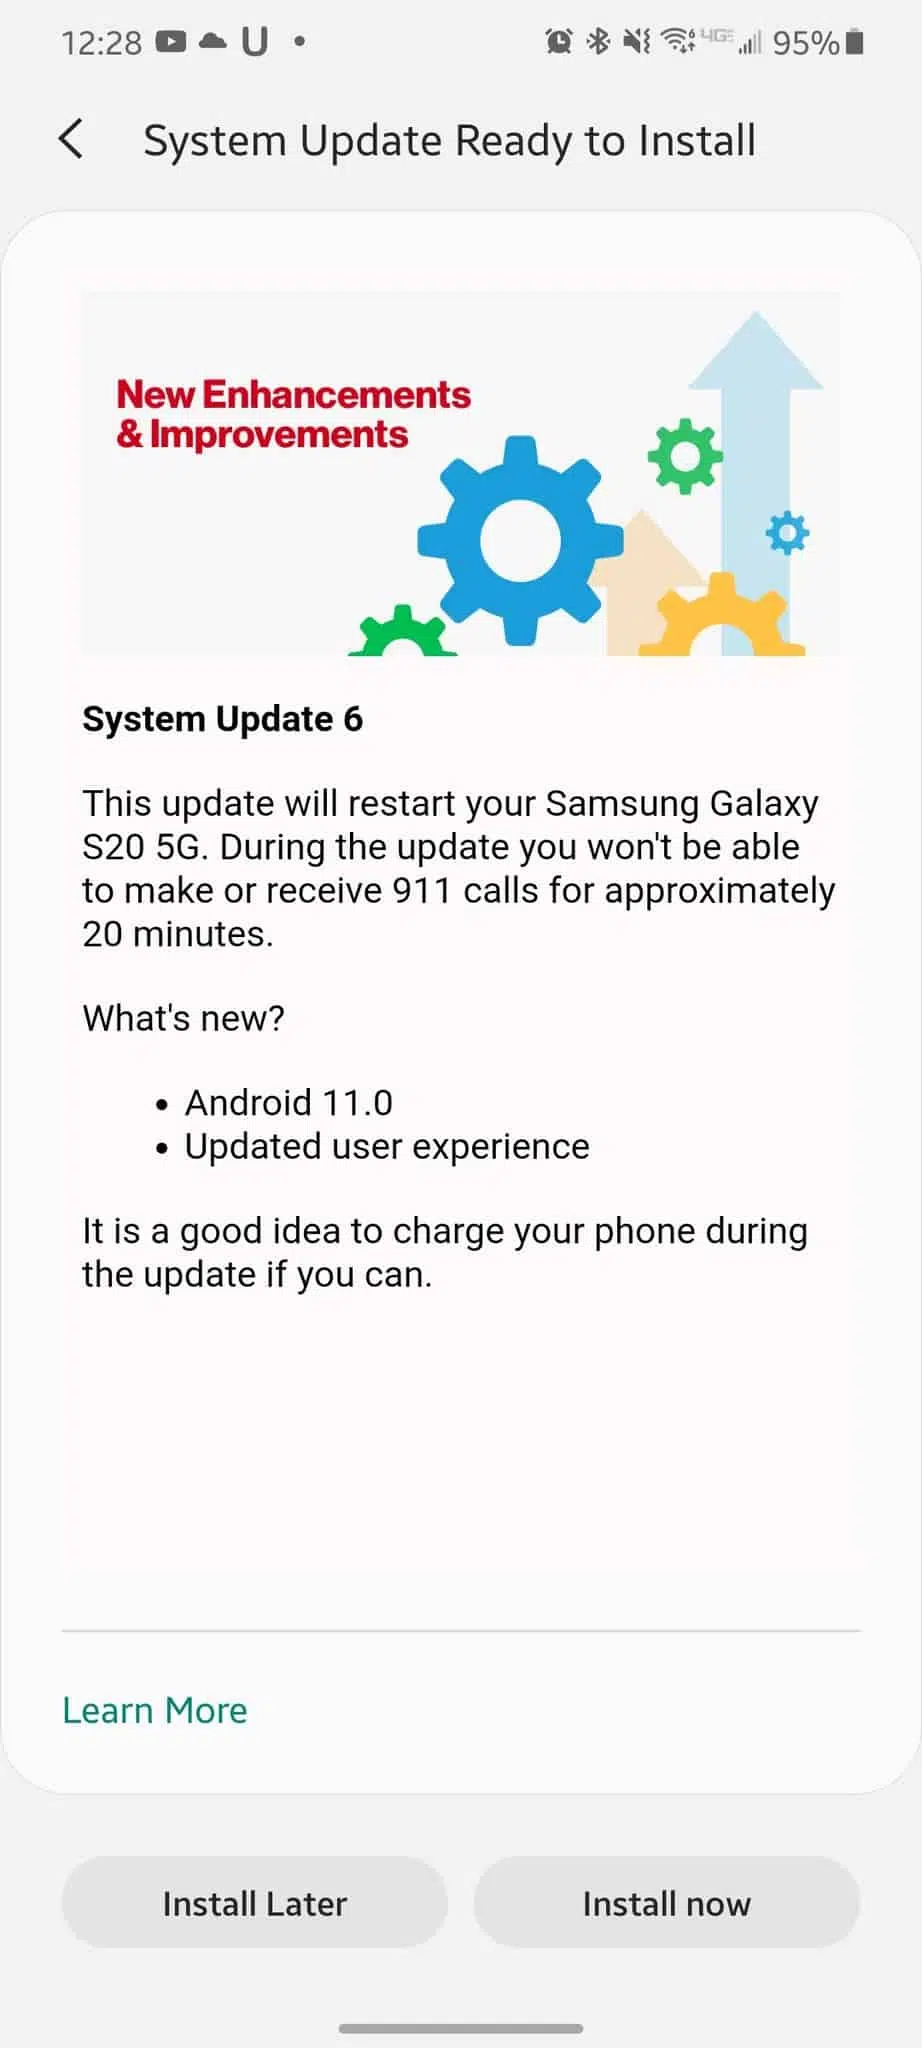 12:28 U • 6 4GE 95%
System Update Ready to Install
New Enhancements
& Improvements
System Update 6
This update will restart your Samsung Galaxy
S20 5G. During the update you won't be able
to make or receive 911 calls for approximately
20 minutes.
What's new?
• Android 11.0
• Updated user experience
It is a good idea to charge your phone during
the update if you can.
Learn More
Install Later
Install now